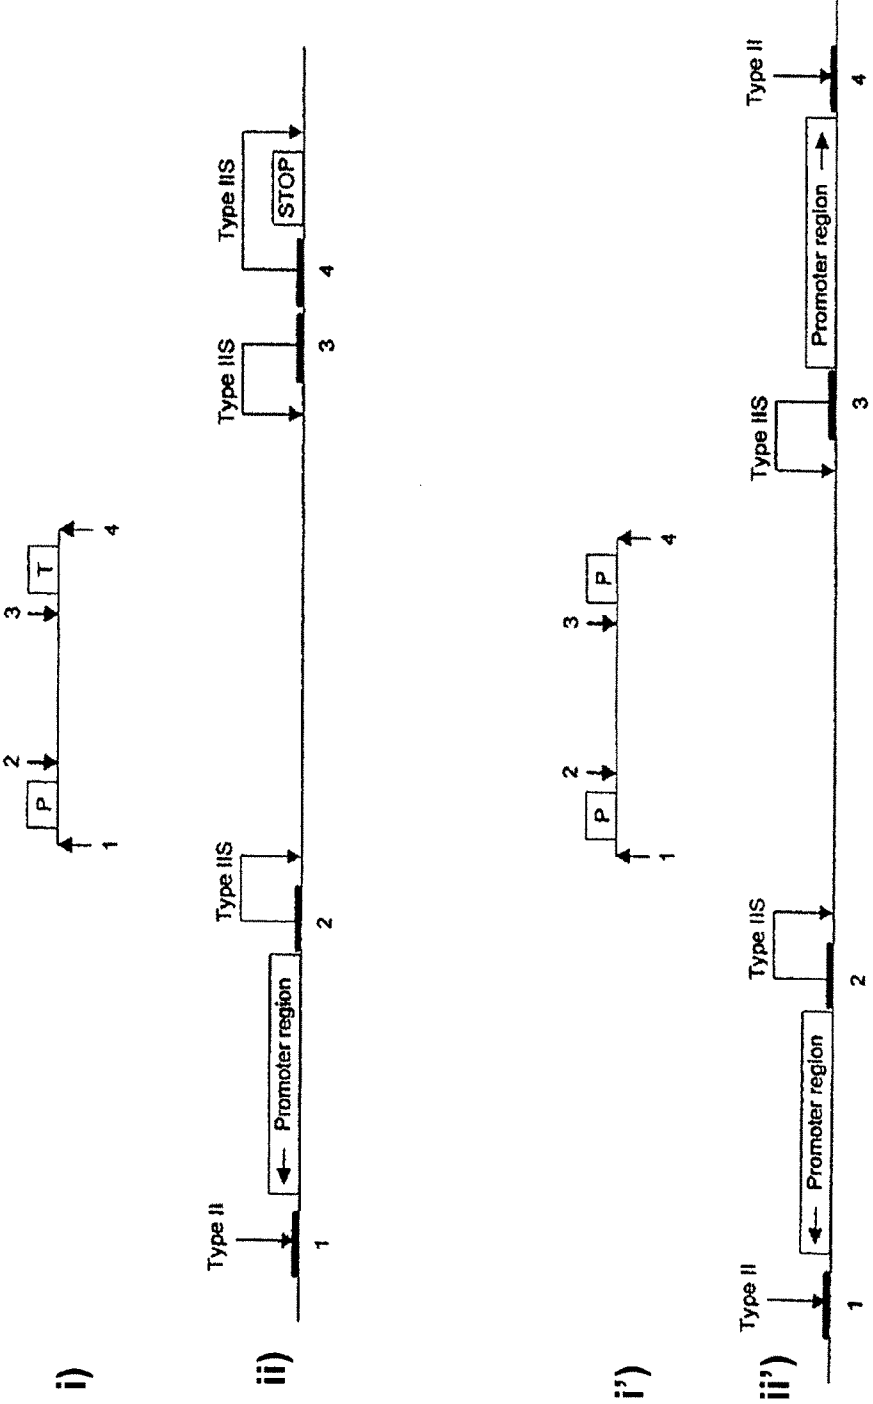 i)
2 3
P T
1 4
ii)
Type II Type IIS Type IIS Type IIS
← Promoter region STOP
1 2 3 4
i')
2 3
P P
1 4
ii')
Type II Type IIS Type IIS Type II
← Promoter region Promoter region →
1 2 3 4